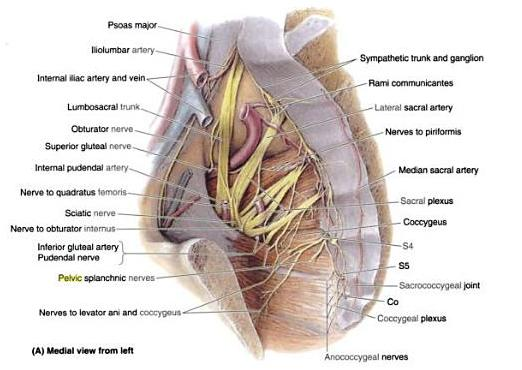 Psoas major
Iliolumbar artery
Internal iliac artery and vein
Lumbosacral trunk
Obturator nerve
Superior gluteal nerve
Internal pudendal artery
Nerve to quadratus femoris
Sciatic nerve
Nerve to obturator internus
Inferior gluteal artery
Pudendal nerve
Pelvic splanchnic nerves
Nerves to levator ani and coccygeus
(A) Medial view from left
Sympathetic trunk and ganglion
Rami communicantes
Lateral sacral artery
Nerves to piriformis
Median sacral artery
Sacral plexus
Coccygeus
S4
S5
Sacrococcygeal joint
Co
Coccygeal plexus
Anococcygeal nerves